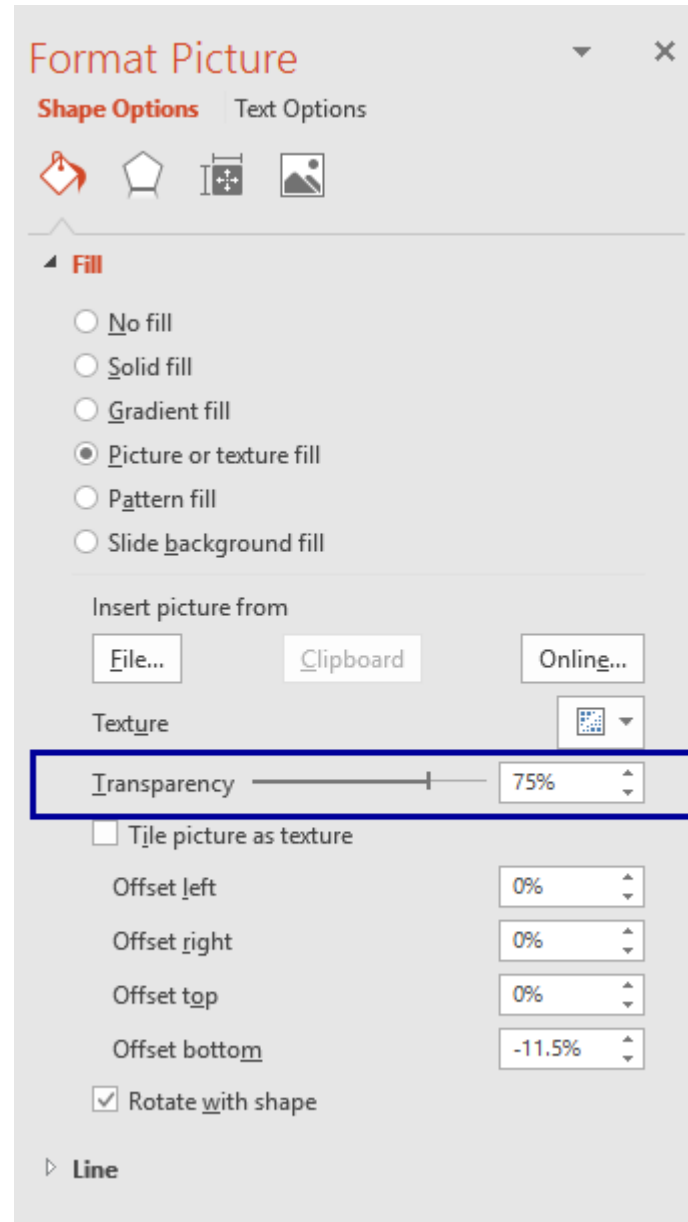 Format Picture
Shape Options Text Options
Fill
No fill
Solid fill
Gradient fill
Picture or texture fill
Pattern fill
Slide background fill
Insert picture from
File... Clipboard Online...
Texture
Transparency 75%
Tile picture as texture
Offset left 0%
Offset right 0%
Offset top 0%
Offset bottom -11.5%
Rotate with shape
Line